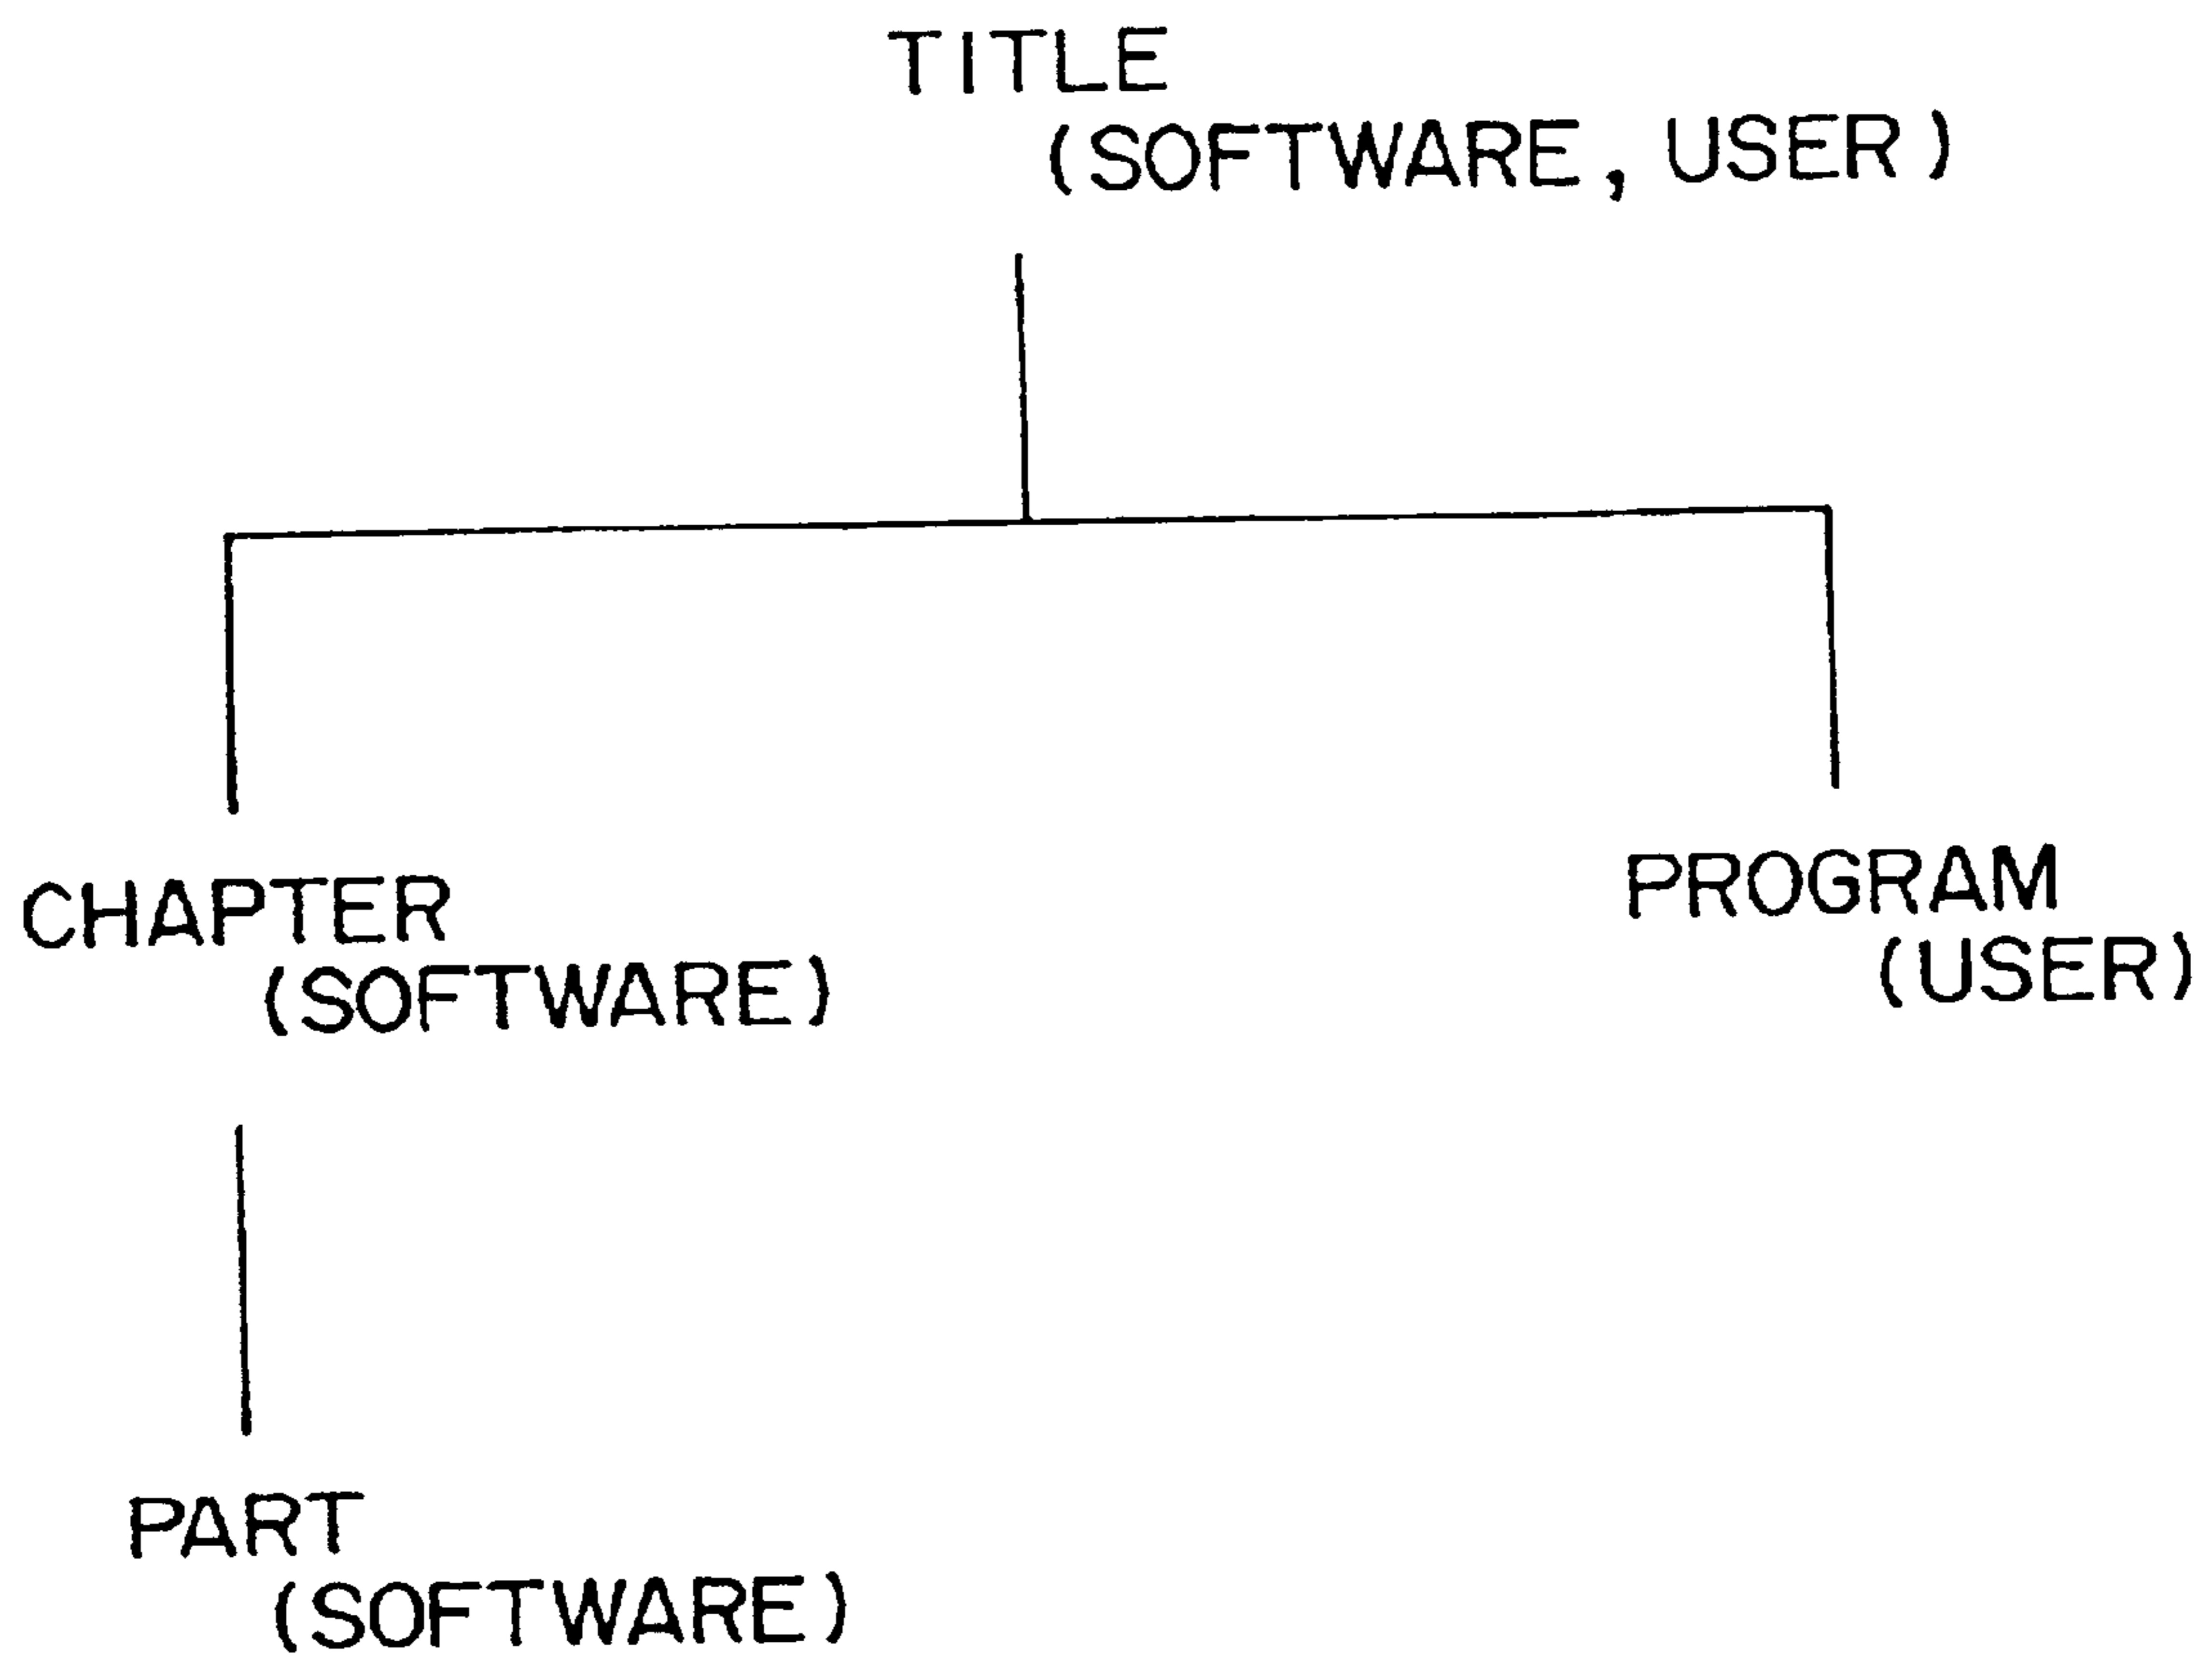 TITLE
(SOFTWARE, USER)
CHAPTER
(SOFTWARE)
PROGRAM
(USER)
PART
(SOFTWARE)